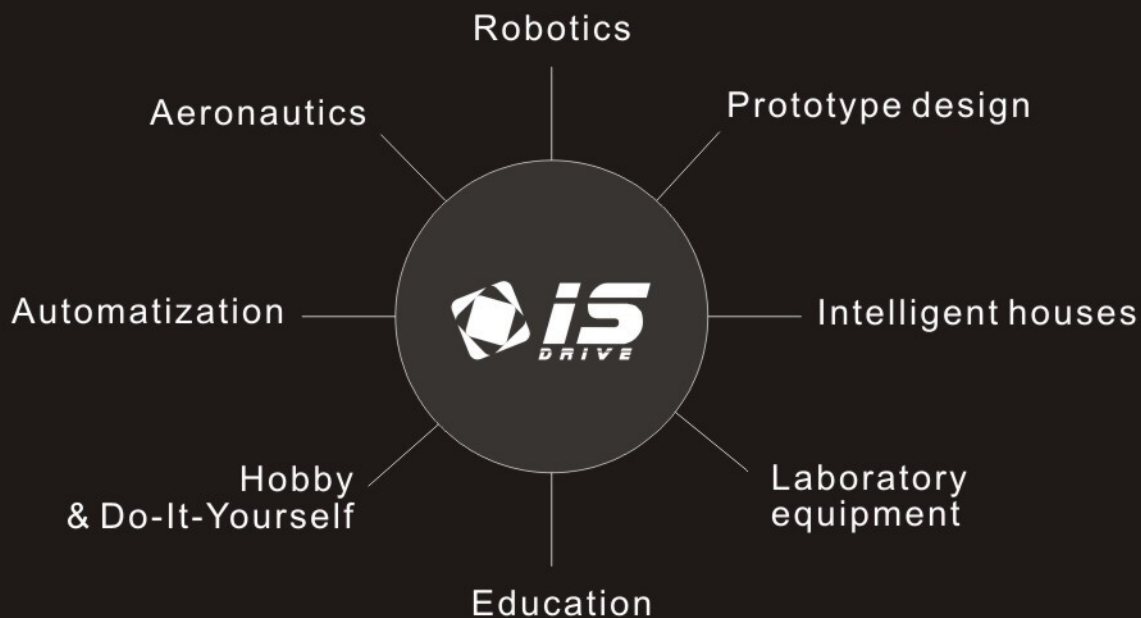 Robotics
Aeronautics
Prototype design
Automatization
iS
DRiVE
Intelligent houses
Hobby
& Do-It-Yourself
Laboratory
equipment
Education